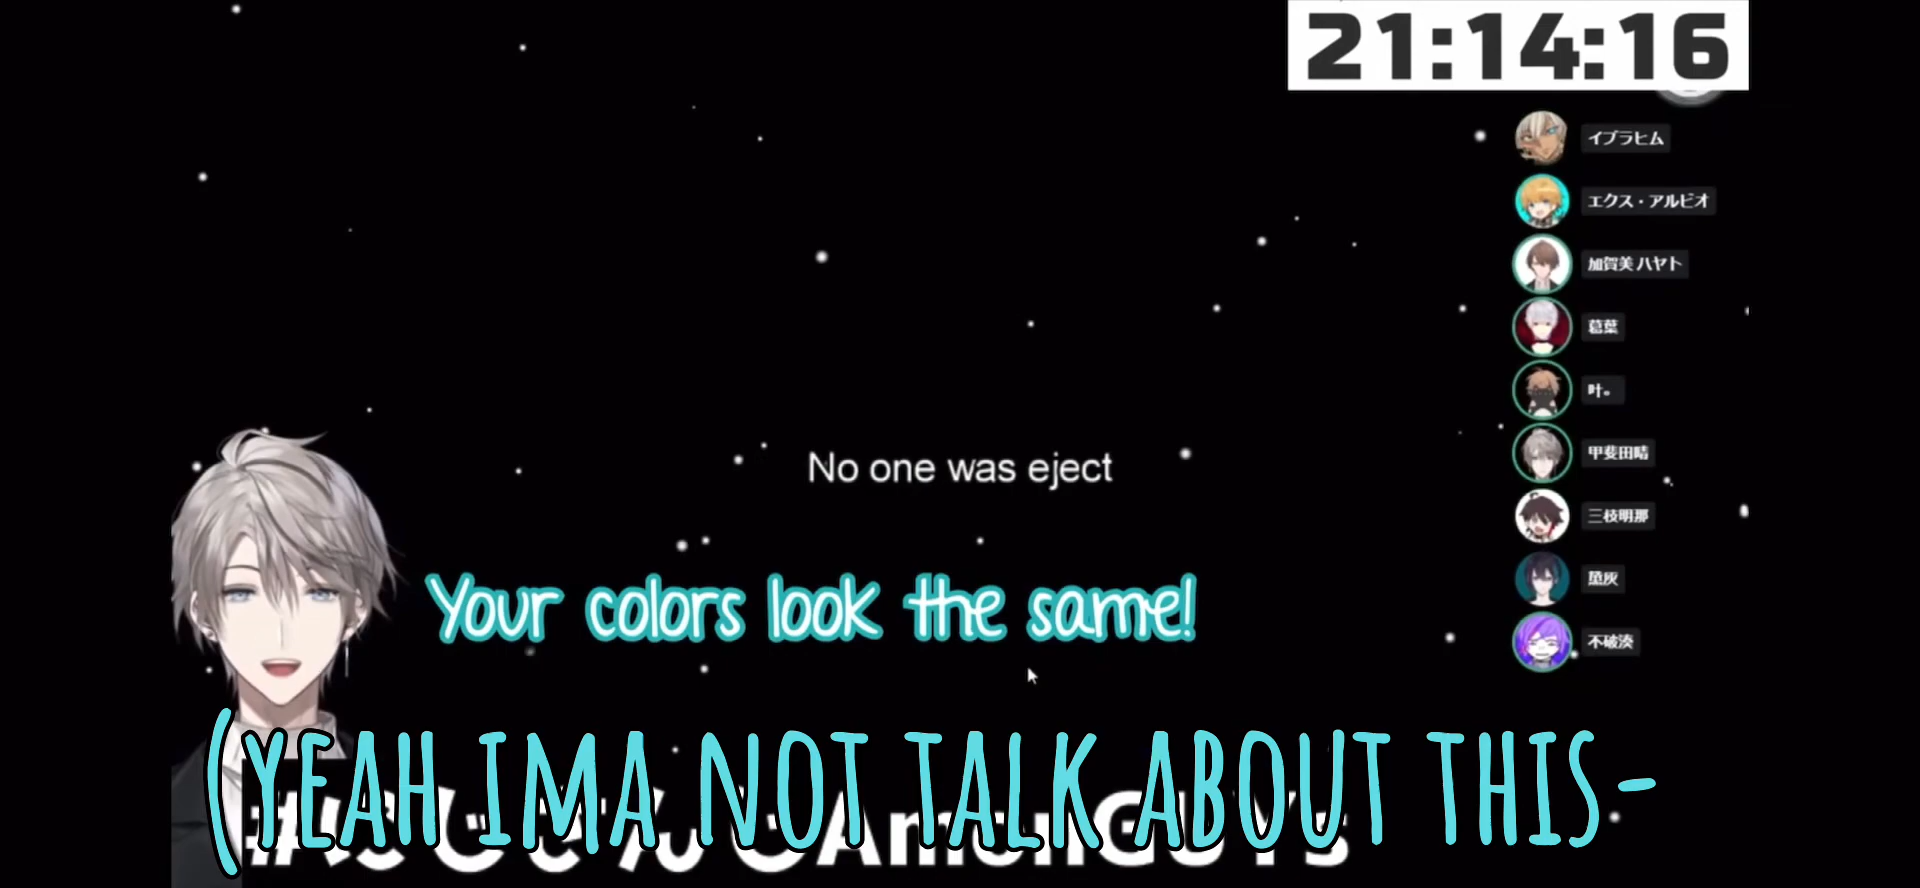 21:14:16
イブラヒム
エクス・アルビオ
加賀美 ハヤト
葛葉
叶。
甲斐田晴
三枝明那
不破湊
No one was eject
Your colors look the same!
(YEAH IMA NOT TALK ABOUT THIS-
AmonGUYs